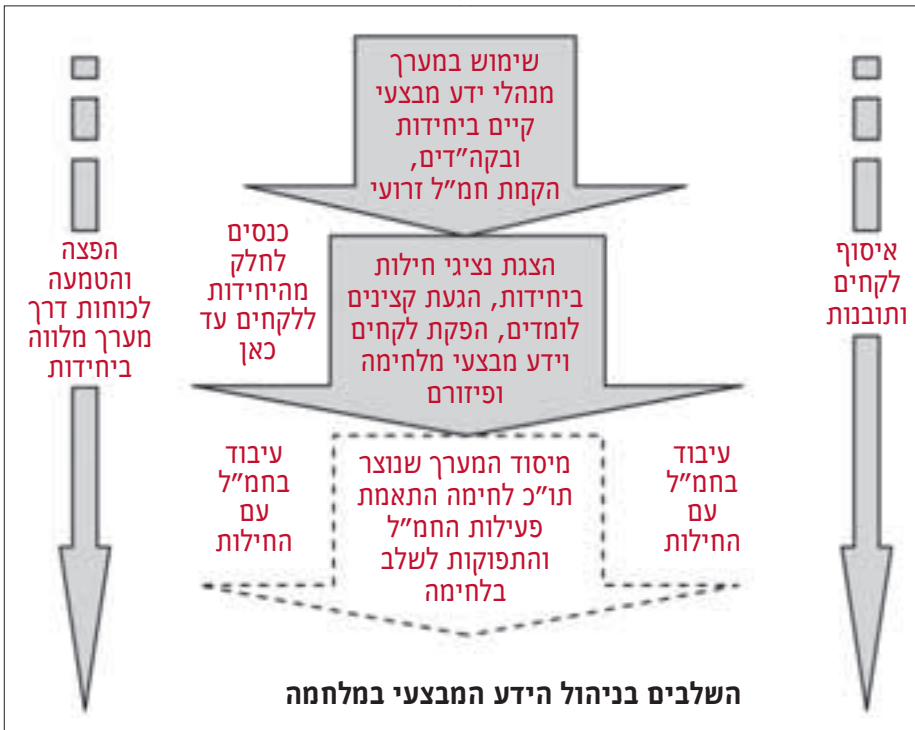 שימוש במערך
מנהלי ידע מבצעי
קיים ביחידות
ובקה"דים,
הקמת חמ"ל זרועי
איסוף
לקחים
ותובנות
הצגת נציגי חילות
ביחידות, הגעת קצינים
לומדים, הפקת לקחים
וידע מבצעי מלחימה
ופיזורם
כנסים
לחלק
מהיחידות
ללקחים עד
כאן
הפצה
והטמעה
לכוחות דרך
מערך מלווה
ביחידות
עיבוד
בחמ"ל
עם
החילות
מיסוד המערך שנוצר
תו"כ לחימה התאמת
פעילות החמ"ל
והתפוקות לשלב
בלחימה
עיבוד
בחמ"ל
עם
החילות
השלבים בניהול הידע המבצעי במלחמה